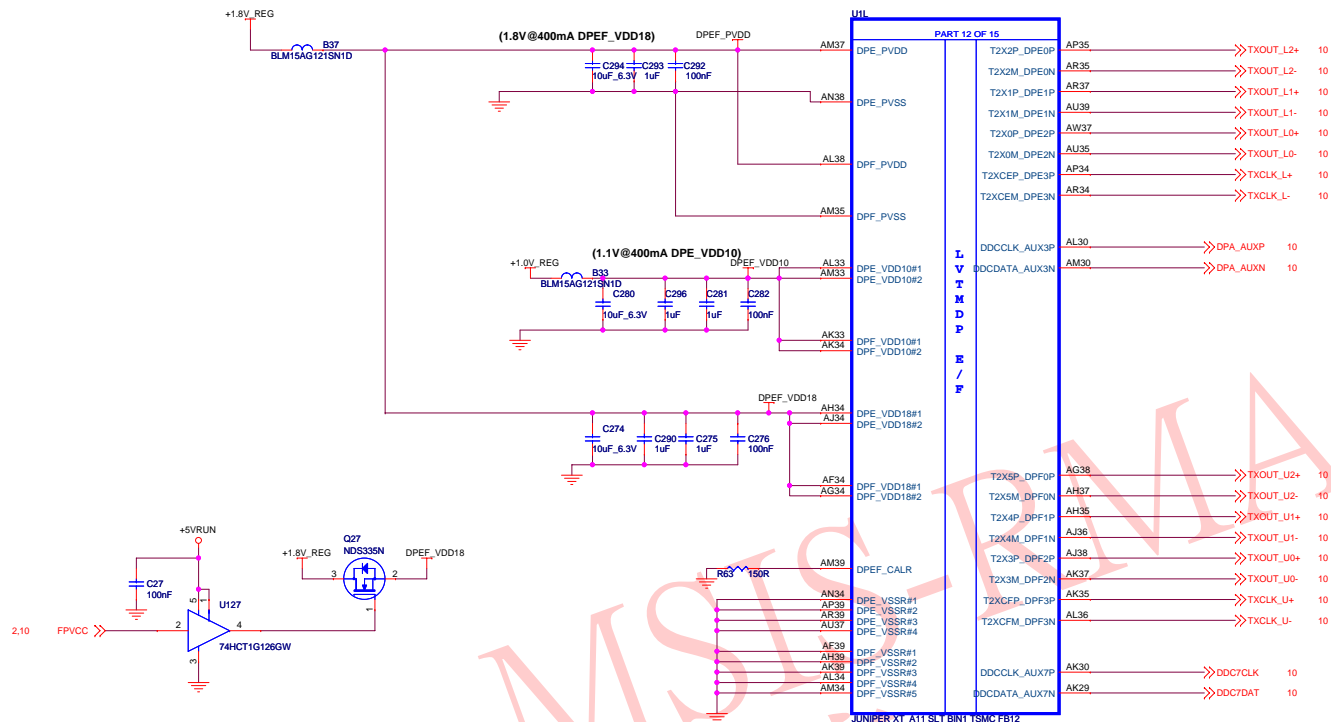 U1L
PART 12 OF 15
+1.8V_REG
B37
BLM15AG121SN1D
(1.8V@400mA DPEF_VDD18)
DPEF_PVDD
C294
10uF_6.3V
C293
1uF
C292
100nF
AM37
DPE_PVDD
AN38
DPE_PVSS
AL38
DPF_PVDD
AM35
DPF_PVSS
(1.1V@400mA DPE_VDD10)
+1.0V_REG
B33
BLM15AG121SN1D
DPEF_VDD10
C280
10uF_6.3V
C296
1uF
C281
1uF
C282
100nF
AL33
DPE_VDD10#1
AM33
DPE_VDD10#2
AK33
DPF_VDD10#1
AK34
DPF_VDD10#2
DPEF_VDD18
C274
10uF_6.3V
C290
1uF
C275
1uF
C276
100nF
AH34
DPE_VDD18#1
AJ34
DPE_VDD18#2
AF34
DPF_VDD18#1
AG34
DPF_VDD18#2
+5VRUN
C27
100nF
2,10 FPVCC
5
1
2
4
3
U127
74HCT1G126GW
Q27
NDS335N
+1.8V_REG
3
2
1
DPEF_VDD18
R63
150R
AM39
DPEF_CALR
AN34
DPE_VSSR#1
AP39
DPE_VSSR#2
AR39
DPE_VSSR#3
AU37
DPE_VSSR#4
AF39
DPF_VSSR#1
AH39
DPF_VSSR#2
AK39
DPF_VSSR#3
AL34
DPF_VSSR#4
AM34
DPF_VSSR#5
LVTMDP E/F
T2X2P_DPE0P AP35 TXOUT_L2+ 10
T2X2M_DPE0N AR35 TXOUT_L2- 10
T2X1P_DPE1P AR37 TXOUT_L1+ 10
T2X1M_DPE1N AU39 TXOUT_L1- 10
T2X0P_DPE2P AW37 TXOUT_L0+ 10
T2X0M_DPE2N AU35 TXOUT_L0- 10
T2XCEP_DPE3P AP34 TXCLK_L+ 10
T2XCEM_DPE3N AR34 TXCLK_L- 10
DDCCLK_AUX3P AL30 DPA_AUXP 10
DDCDATA_AUX3N AM30 DPA_AUXN 10
T2X5P_DPF0P AG38 TXOUT_U2+ 10
T2X5M_DPF0N AH37 TXOUT_U2- 10
T2X4P_DPF1P AH35 TXOUT_U1+ 10
T2X4M_DPF1N AJ36 TXOUT_U1- 10
T2X3P_DPF2P AJ38 TXOUT_U0+ 10
T2X3M_DPF2N AK37 TXOUT_U0- 10
T2XCFP_DPF3P AK35 TXCLK_U+ 10
T2XCFM_DPF3N AL36 TXCLK_U- 10
DDCCLK_AUX7P AK30 DDC7CLK 10
DDCDATA_AUX7N AK29 DDC7DAT 10
JUNIPER XT A11 SLT BIN1 TSMC FB12
MSIS-RMA